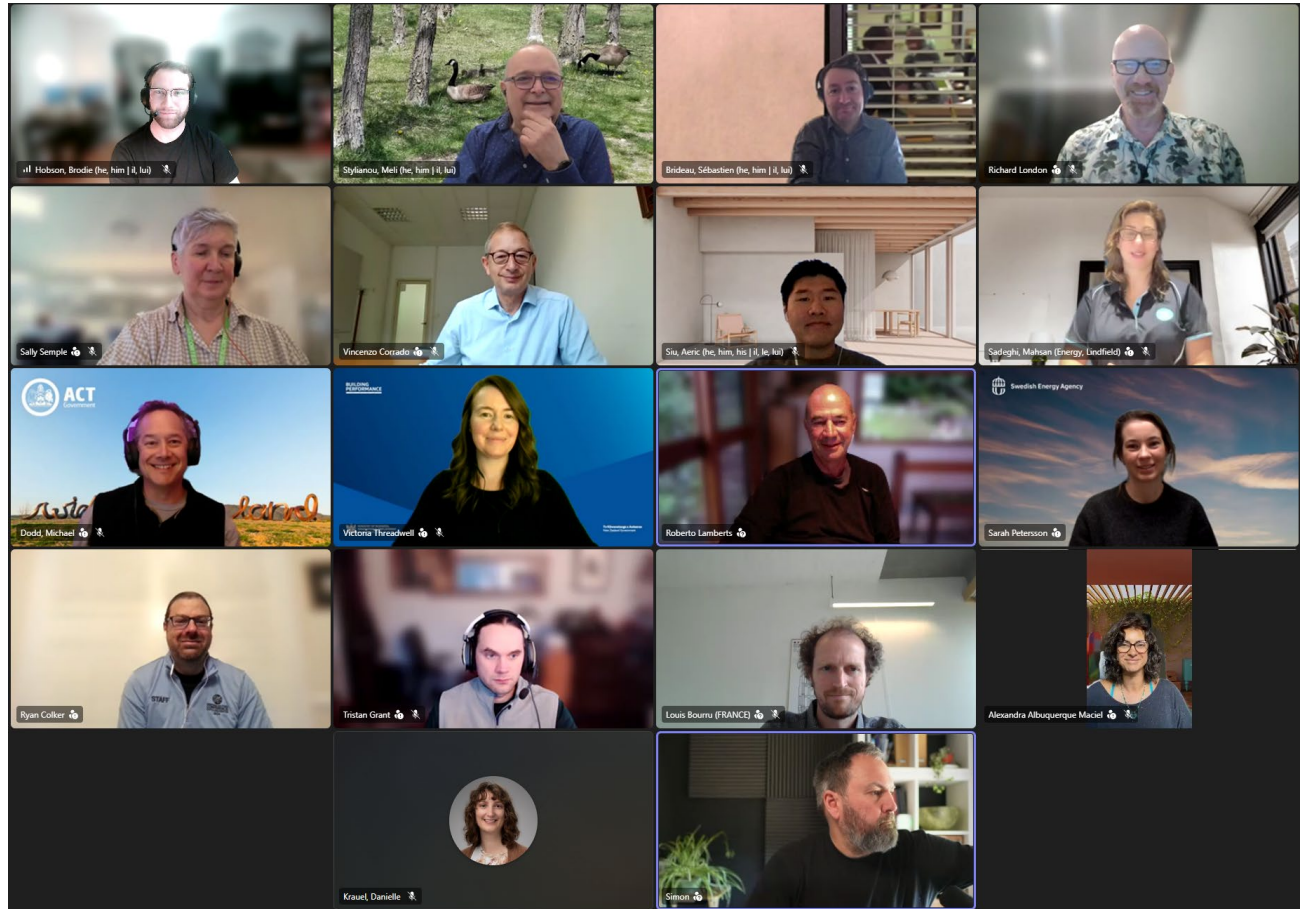 Hobson, Brodie (he, him | il, lui)
Stylianou, Meli (he, him | il, lui)
Brideau, Sébastien (he, him | il, lui)
Richard London
Sally Semple
Vincenzo Corrado
Siu, Aeric (he, him, his | il, le, lui)
Sadeghi, Mahsan (Energy, Lindfield)
ACT
Government
Dodd, Michael
BUILDING
PERFORMANCE
Victoria Threadwell
Roberto Lamberts
Swedish Energy Agency
Sarah Petersson
STAFF
Ryan Colker
Tristan Grant
Louis Bourru (FRANCE)
Alexandra Albuquerque Maciel
Krauel, Danielle
Simon